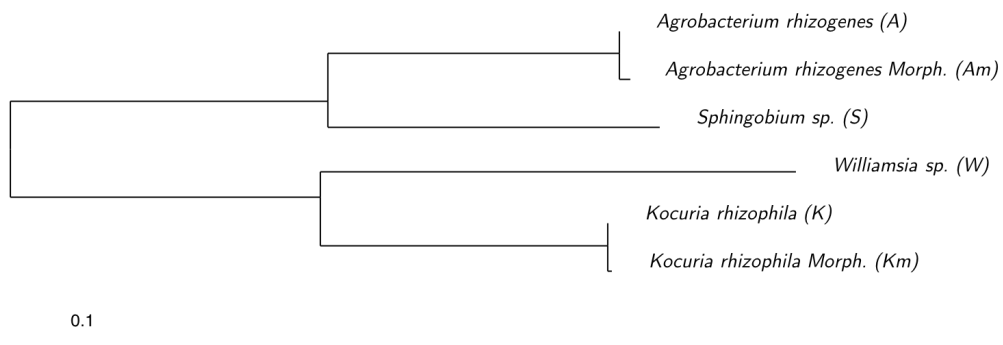 Agrobacterium rhizogenes (A)
Agrobacterium rhizogenes Morph. (Am)
Sphingobium sp. (S)
Williamsia sp. (W)
Kocuria rhizophila (K)
Kocuria rhizophila Morph. (Km)
0.1